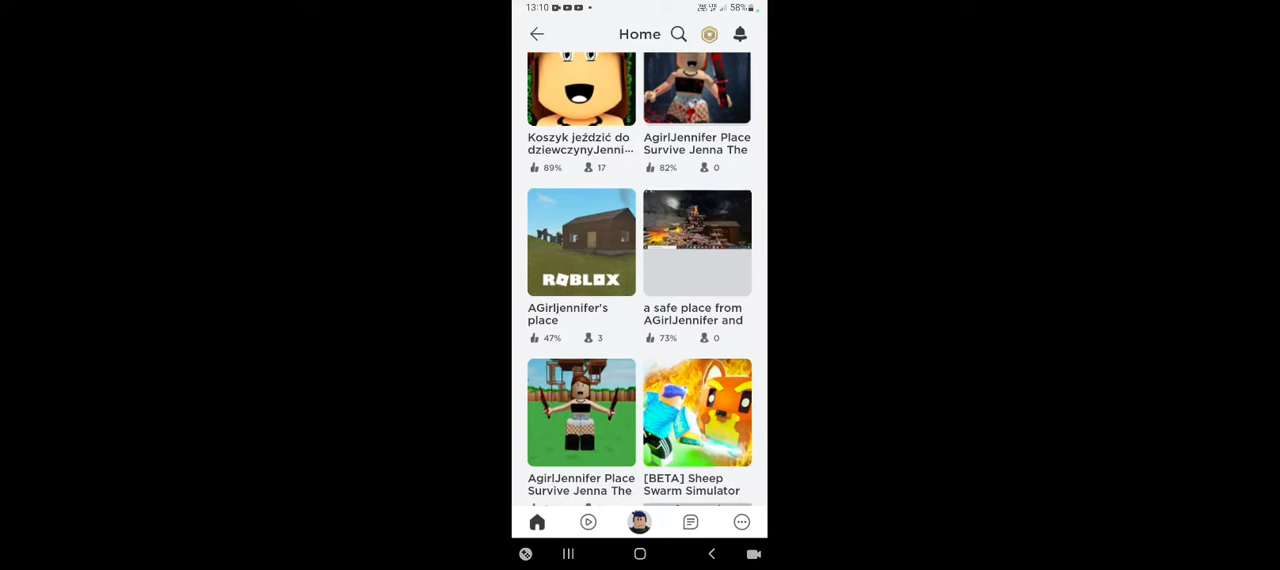 13:10 58%
Home
Koszyk jeździć do
dziewczynyJenni...
89% 17
AgirlJennifer Place
Survive Jenna The
82% 0
ROBLOX
AGirljennifer's
place
47% 3
a safe place from
AGirlJennifer and
73% 0
AgirlJennifer Place
Survive Jenna The
[BETA] Sheep
Swarm Simulator